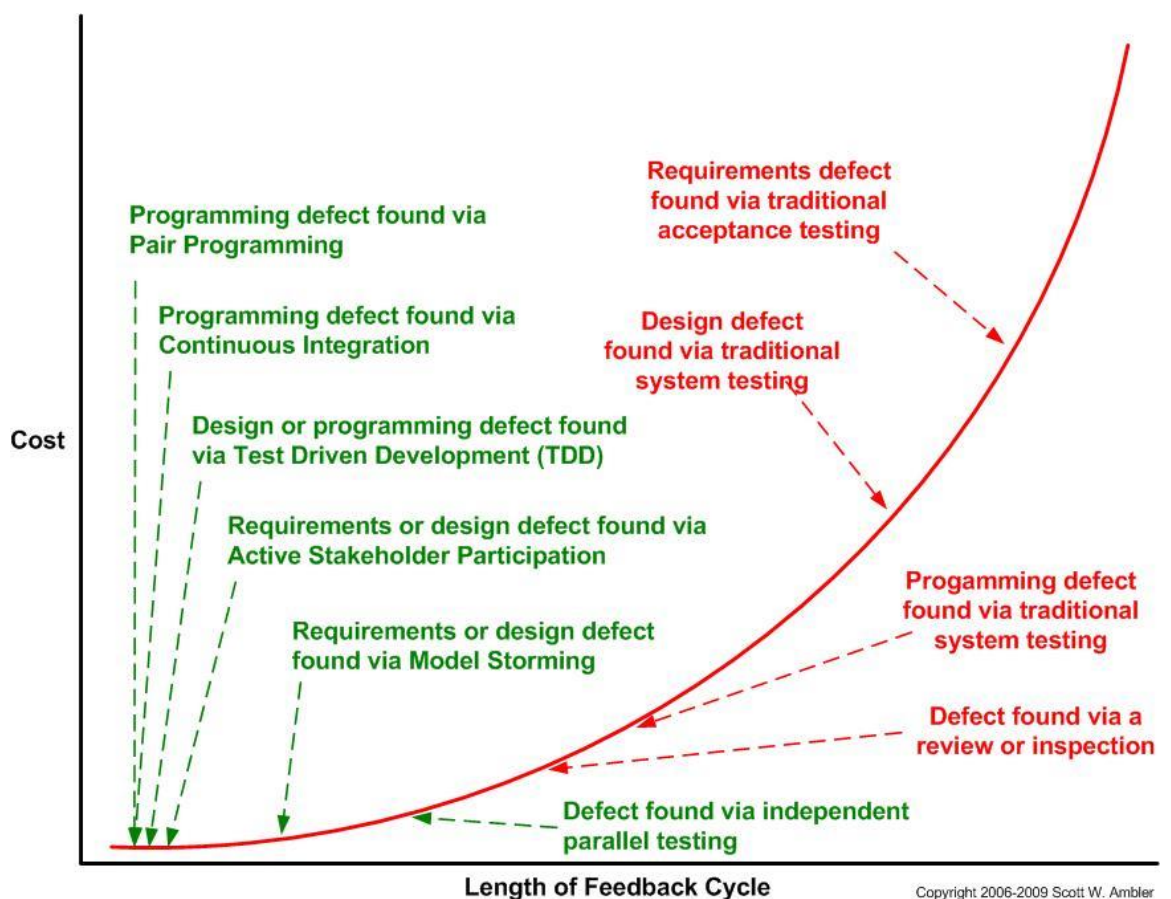 Programming defect found via
Pair Programming
Programming defect found via
Continuous Integration
Design or programming defect found
via Test Driven Development (TDD)
Requirements or design defect found via
Active Stakeholder Participation
Requirements or design defect
found via Model Storming
Defect found via independent
parallel testing
Requirements defect
found via traditional
acceptance testing
Design defect
found via traditional
system testing
Progamming defect
found via traditional
system testing
Defect found via a
review or inspection
Cost
Length of Feedback Cycle
Copyright 2006-2009 Scott W. Ambler